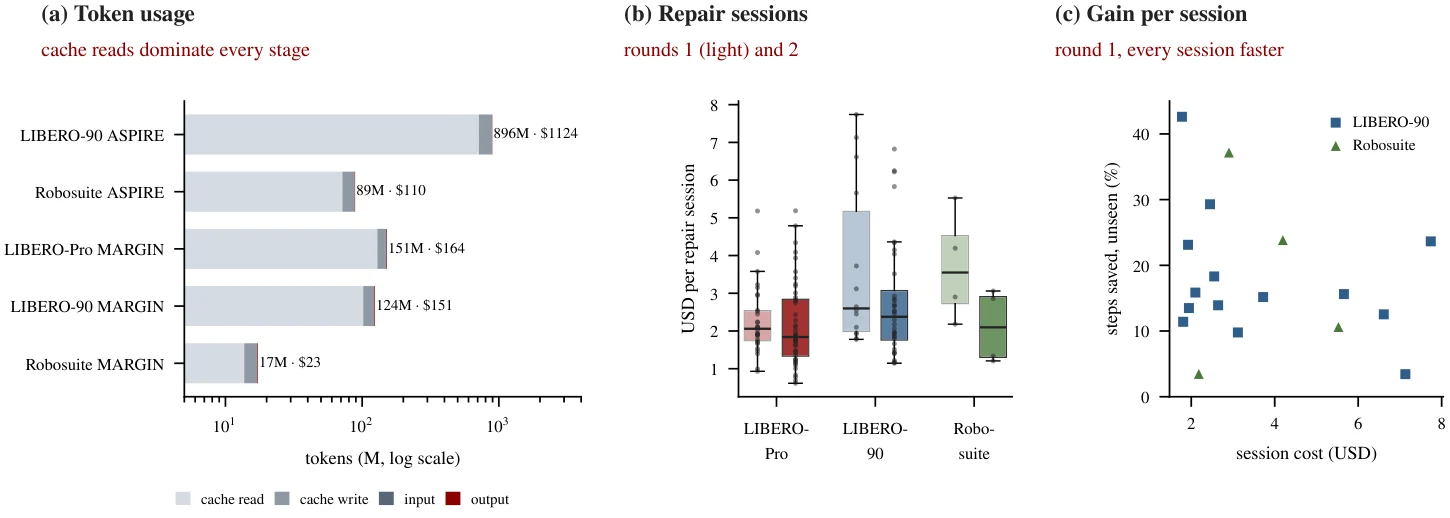 (a) Token usage
cache reads dominate every stage
LIBERO-90 ASPIRE
896M · $1124
Robosuite ASPIRE
89M · $110
LIBERO-Pro MARGIN
151M · $164
LIBERO-90 MARGIN
124M · $151
Robosuite MARGIN
17M · $23
10¹
10²
10³
tokens (M, log scale)
cache read
cache write
input
output
(b) Repair sessions
rounds 1 (light) and 2
USD per repair session
8
7
6
5
4
3
2
1
LIBERO-
Pro
LIBERO-
90
Robo-
suite
(c) Gain per session
round 1, every session faster
LIBERO-90
Robosuite
steps saved, unseen (%)
40
30
20
10
0
2
4
6
8
session cost (USD)